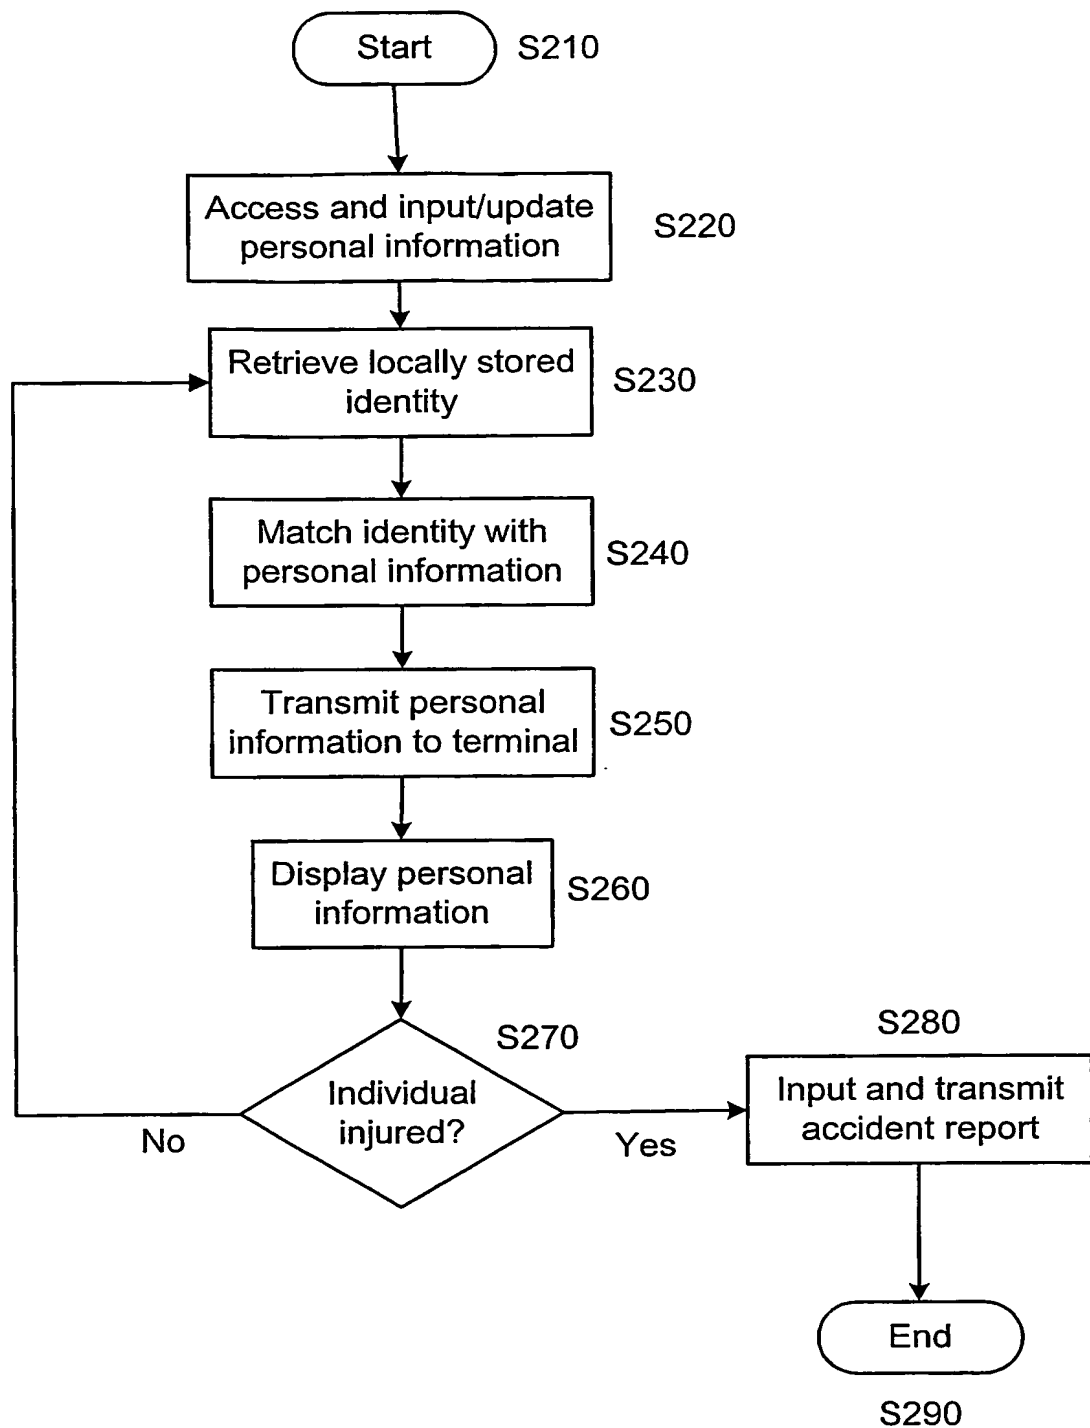 Start
S210
Access and input/update
personal information
S220
Retrieve locally stored
identity
S230
Match identity with
personal information
S240
Transmit personal
information to terminal
S250
Display personal
information
S260
S270
Individual
injured?
No
Yes
S280
Input and transmit
accident report
End
S290